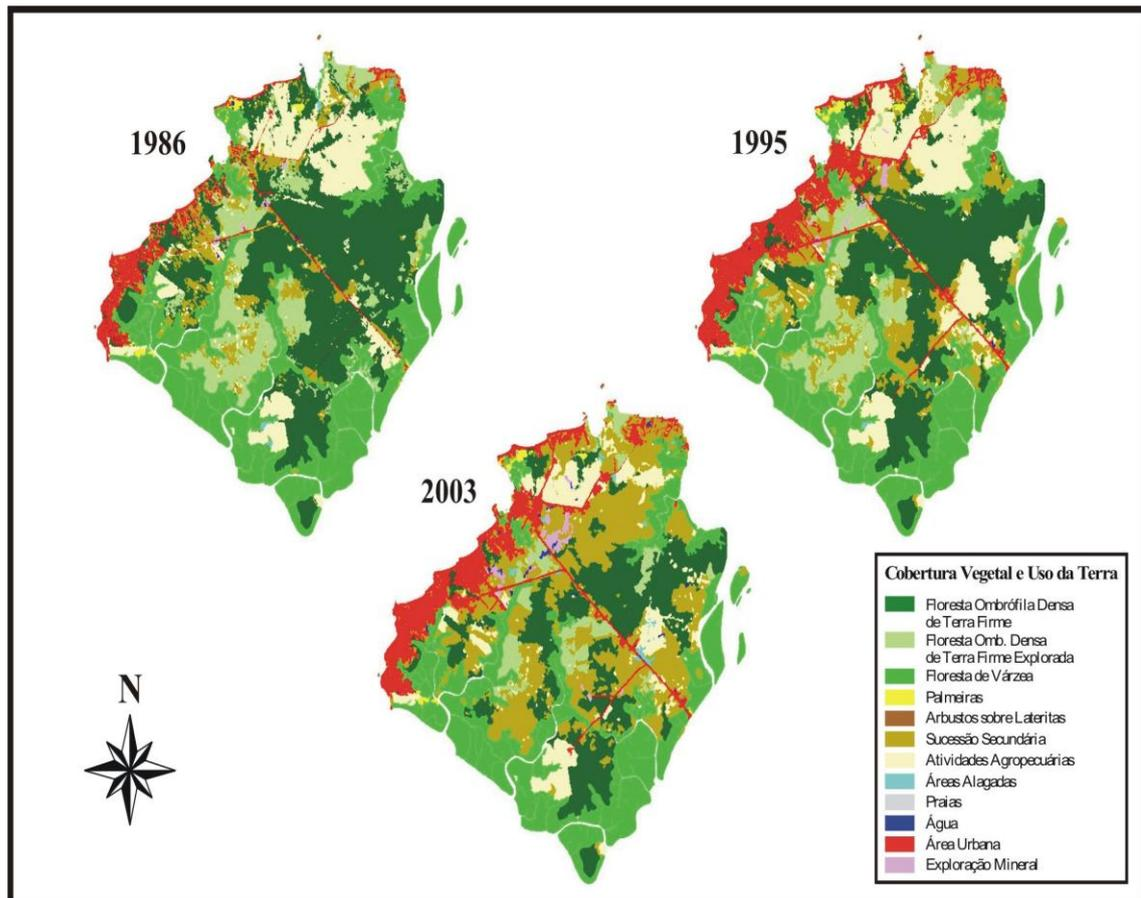 1986
1995
2003
N
Cobertura Vegetal e Uso da Terra
Floresta Ombrófila Densa
de Terra Firme
Floresta Omb. Densa
de Terra Firme Explorada
Floresta de Várzea
Palmeiras
Arbustos sobre Lateritas
Sucessão Secundária
Atividades Agropecuárias
Áreas Alagadas
Praias
Água
Área Urbana
Exploração Mineral